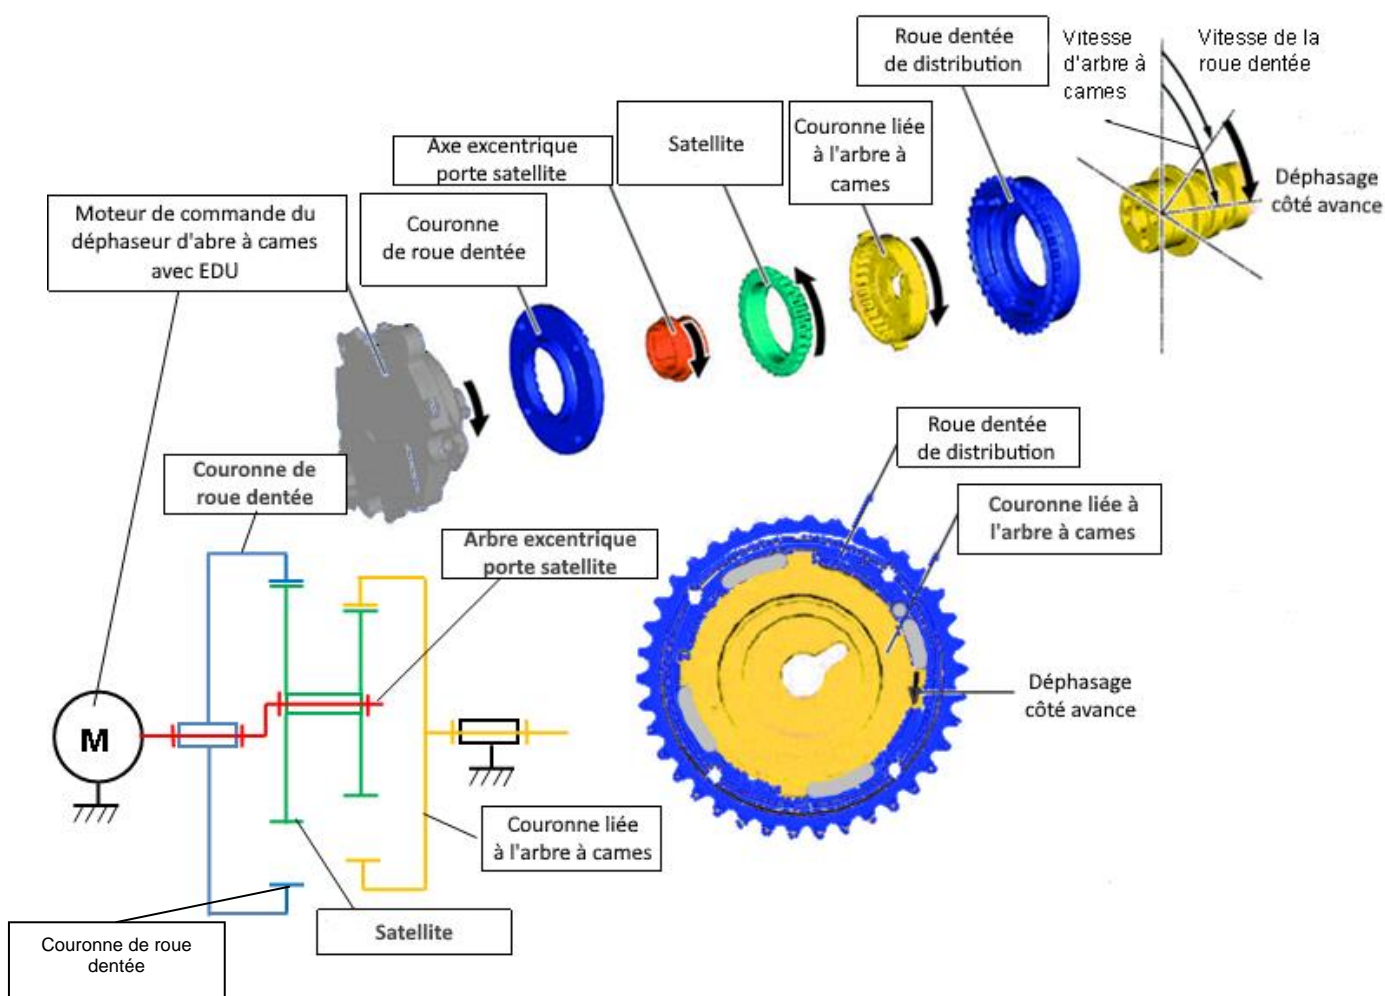 Roue dentée
de distribution
Vitesse
d'arbre à
cames
Vitesse de la
roue dentée
Axe excentrique
porte satellite
Satellite
Couronne liée
à l'arbre à
cames
Déphasage
côté avance
Moteur de commande du
déphaseur d'abre à cames
avec EDU
Couronne
de roue dentée
Roue dentée
de distribution
Couronne de
roue dentée
Couronne liée à
l'arbre à cames
Arbre excentrique
porte satellite
Déphasage
côté avance
M
Couronne liée
à l'arbre à cames
Satellite
Couronne de roue
dentée